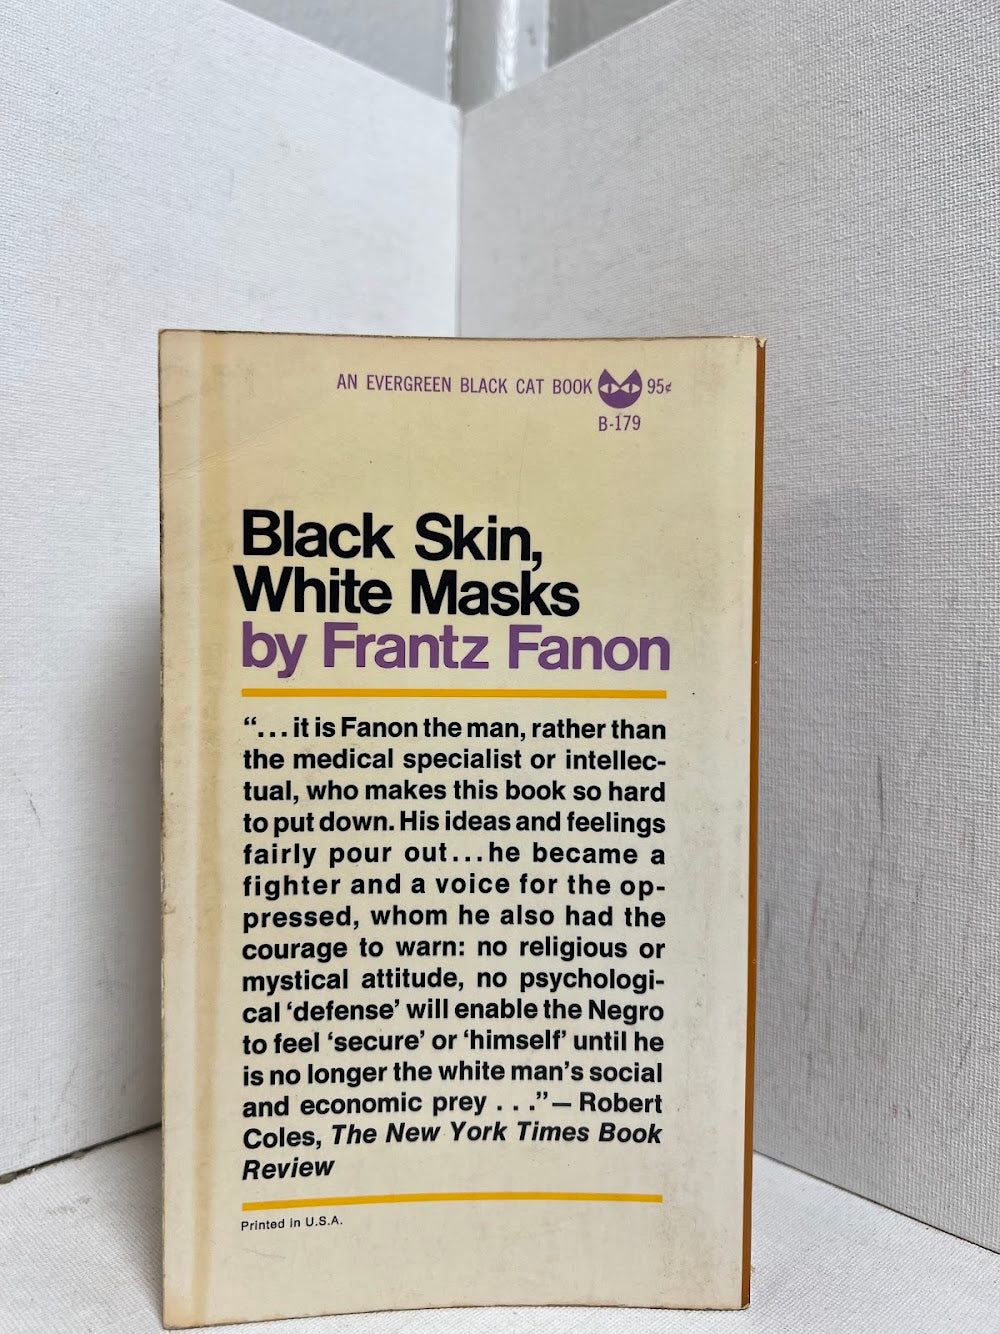 AN EVERGREEN BLACK CAT BOOK 95¢
B-179
Black Skin,
White Masks
by Frantz Fanon
“...it is Fanon the man, rather than
the medical specialist or intellec-
tual, who makes this book so hard
to put down. His ideas and feelings
fairly pour out...he became a
fighter and a voice for the op-
pressed, whom he also had the
courage to warn: no religious or
mystical attitude, no psychologi-
cal ‘defense’ will enable the Negro
to feel ‘secure’ or ‘himself’ until he
is no longer the white man’s social
and economic prey . . .”— Robert
Coles, The New York Times Book
Review
Printed in U.S.A.